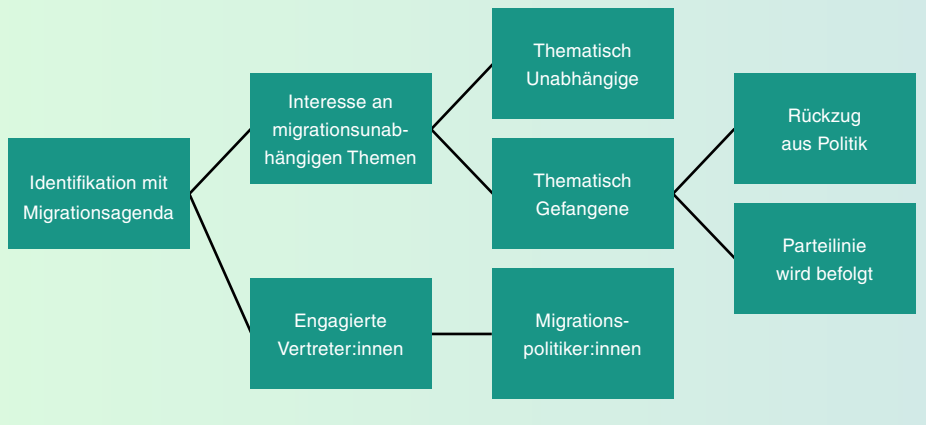 Identifikation mit
Migrationsagenda
Interesse an
migrationsunab-
hängigen Themen
Engagierte
Vertreter:innen
Thematisch
Unabhängige
Thematisch
Gefangene
Migrations-
politiker:innen
Rückzug
aus Politik
Parteilinie
wird befolgt